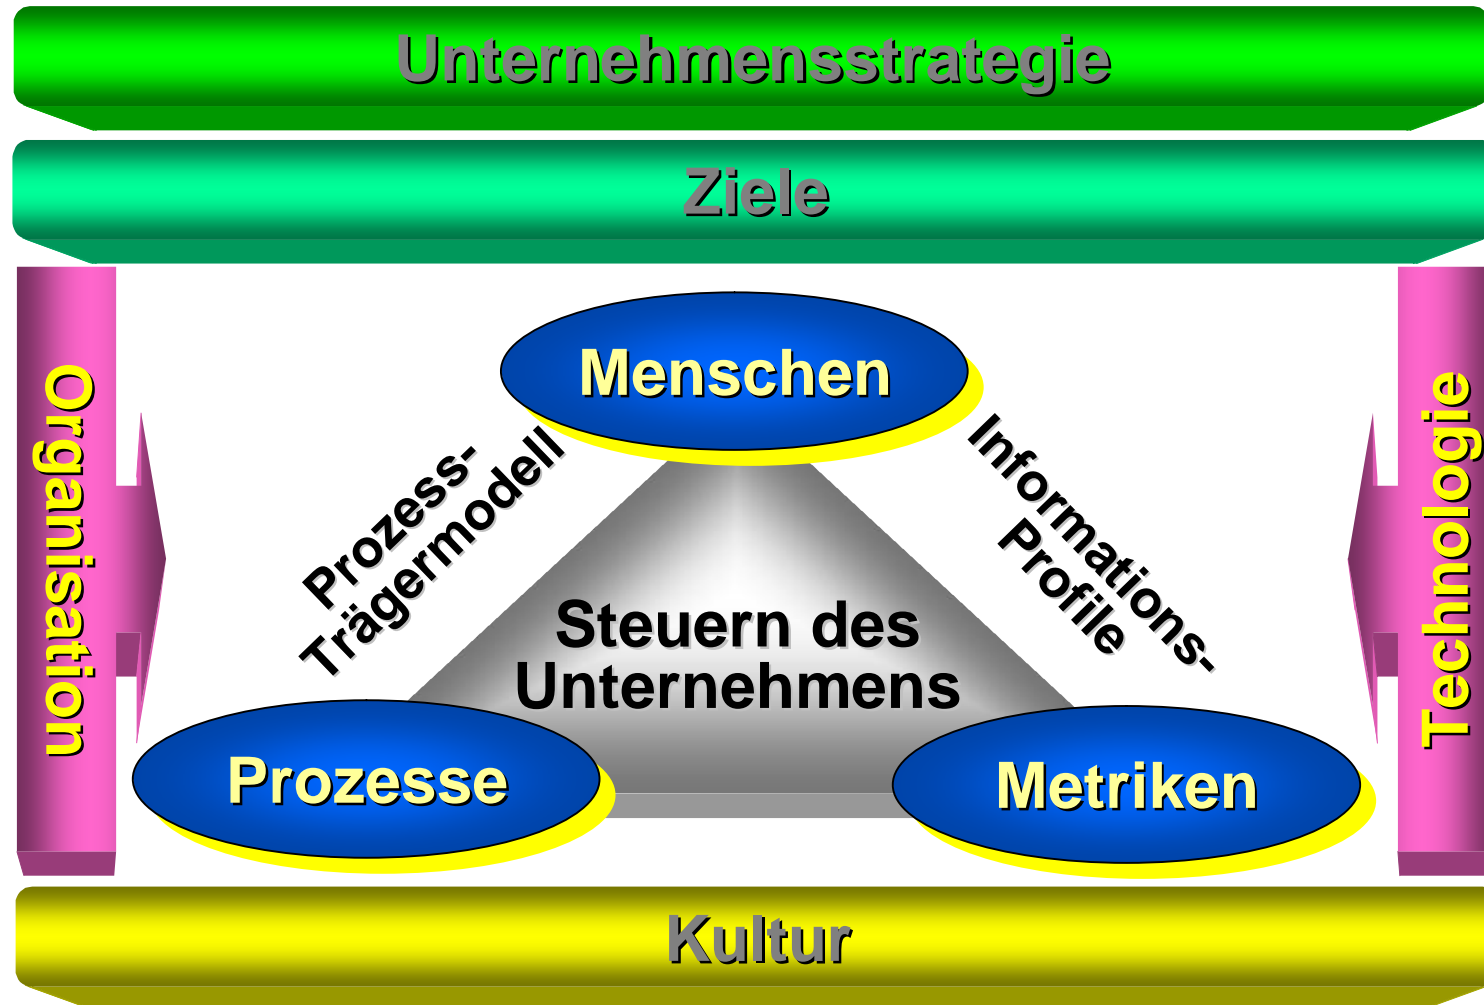 Unternehmensstrategie
Ziele
Organisation
Menschen
Prozess-
Trägermodell
Informations-
Profile
Technologie
Steuern des
Unternehmens
Prozesse
Metriken
Kultur